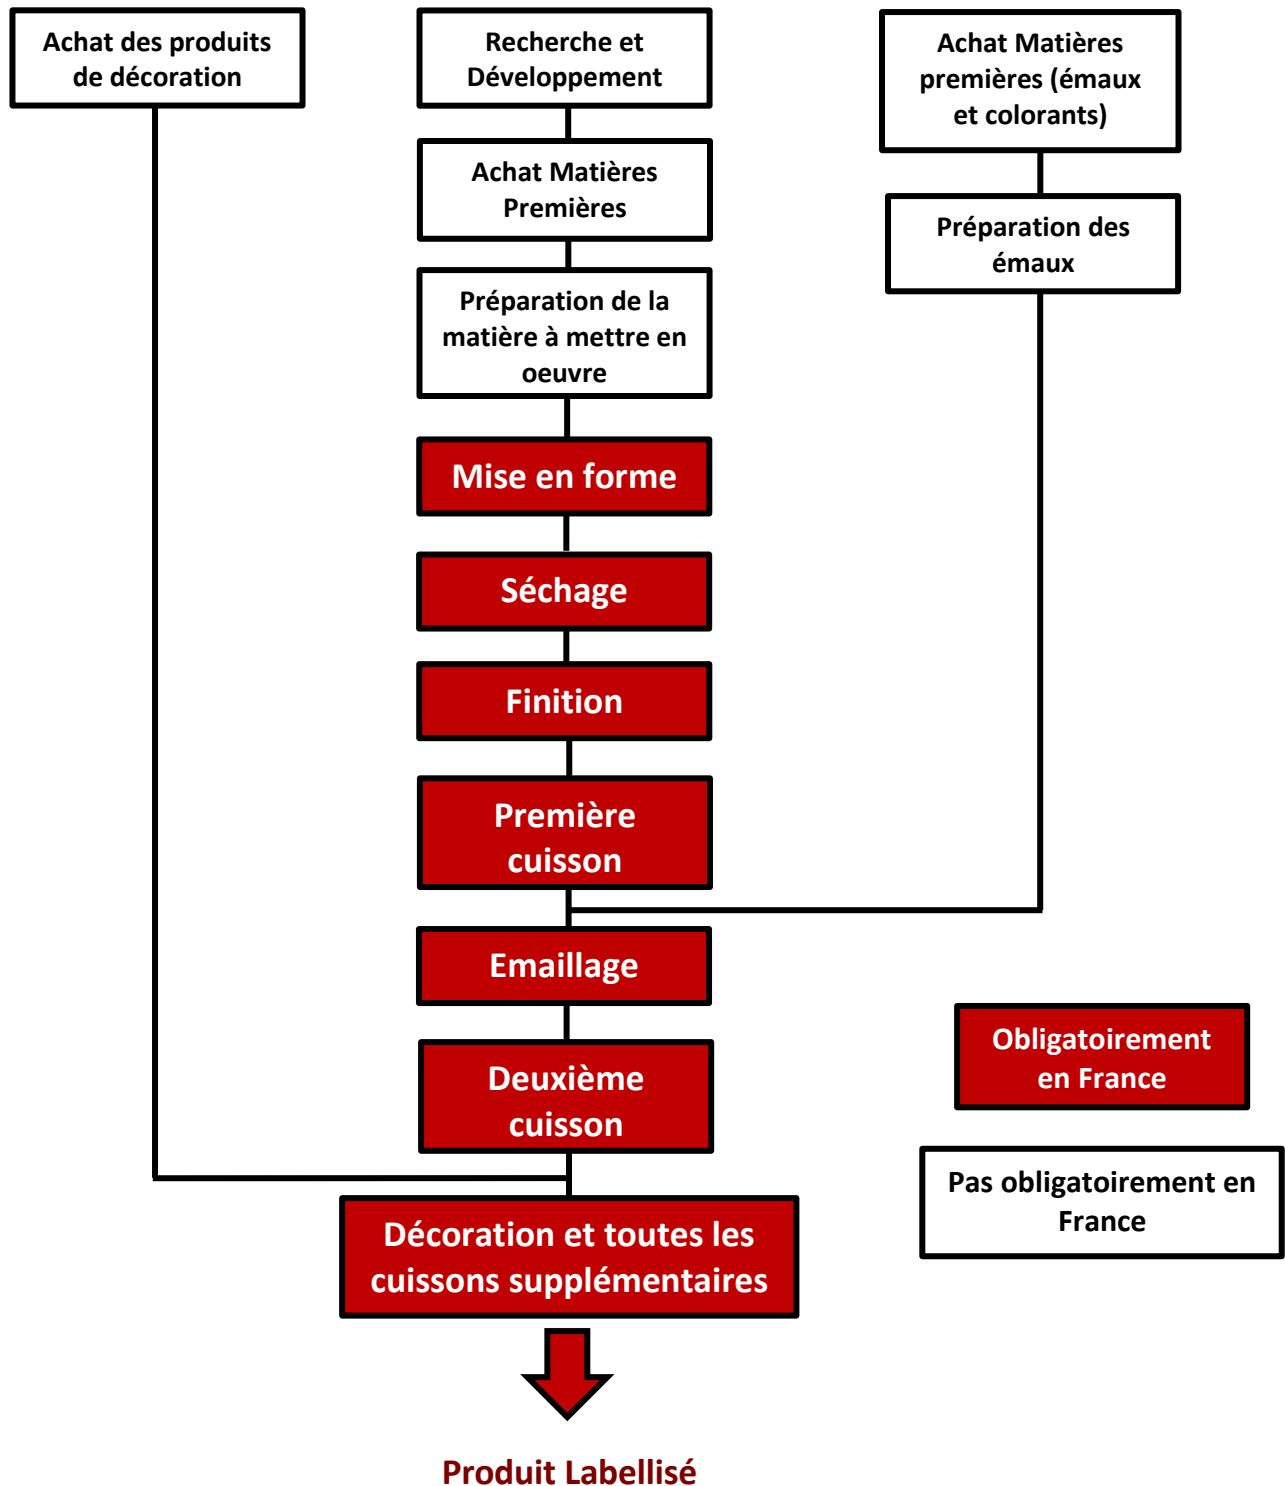 Achat des produits
de décoration
Recherche et
Développement
Achat Matières
premières (émaux
et colorants)
Achat Matières
Premières
Préparation des
émaux
Préparation de la
matière à mettre en
oeuvre
Mise en forme
Séchage
Finition
Première
cuisson
Emaillage
Deuxième
cuisson
Obligatoirement
en France
Pas obligatoirement en
France
Décoration et toutes les
cuissons supplémentaires
Produit Labellisé